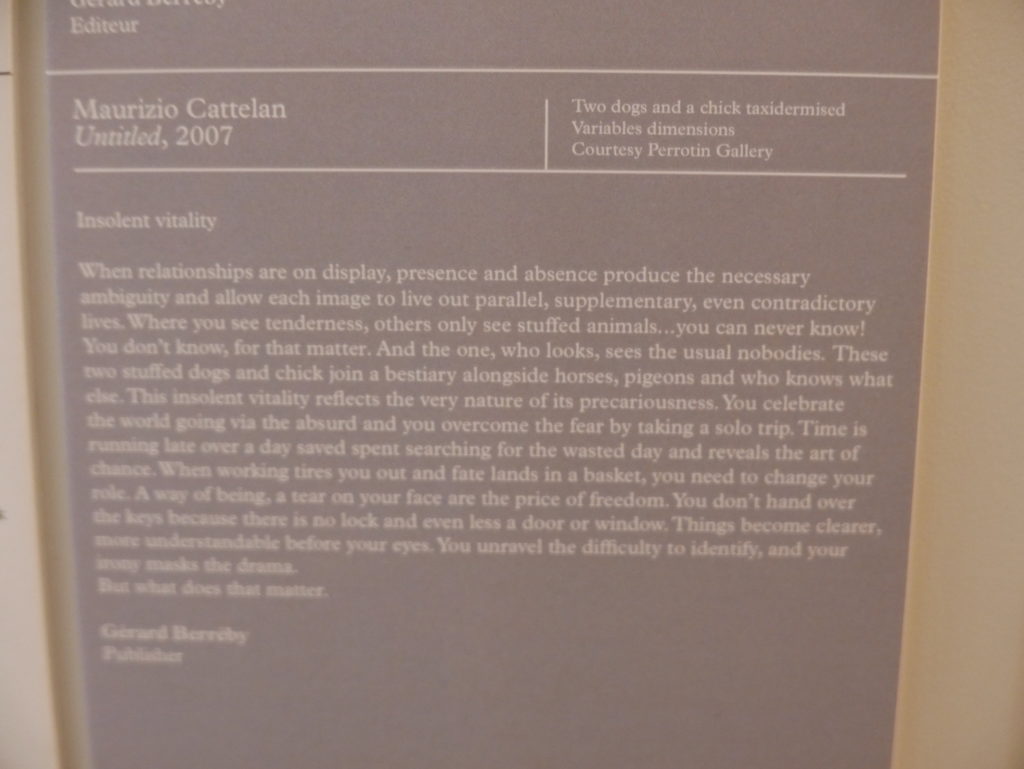 Gérard Berréby
Editeur
Maurizio Cattelan
Untitled, 2007
Two dogs and a chick taxidermised
Variables dimensions
Courtesy Perrotin Gallery
Insolent vitality
When relationships are on display, presence and absence produce the necessary
ambiguity and allow each image to live out parallel, supplementary, even contradictory
lives. Where you see tenderness, others only see stuffed animals...you can never know!
You don't know, for that matter. And the one, who looks, sees the usual nobodies. These
two stuffed dogs and chick join a bestiary alongside horses, pigeons and who knows what
else. This insolent vitality reflects the very nature of its precariousness. You celebrate
the world going via the absurd and you overcome the fear by taking a solo trip. Time is
running late over a day saved spent searching for the wasted day and reveals the art of
chance. When working tires you out and fate lands in a basket, you need to change your
role. A way of being, a tear on your face are the price of freedom. You don't hand over
the keys because there is no lock and even less a door or window. Things become clearer,
more understandable before your eyes. You unravel the difficulty to identify, and your
irony masks the drama.
But what does that matter.
Gérard Berréby
Publisher